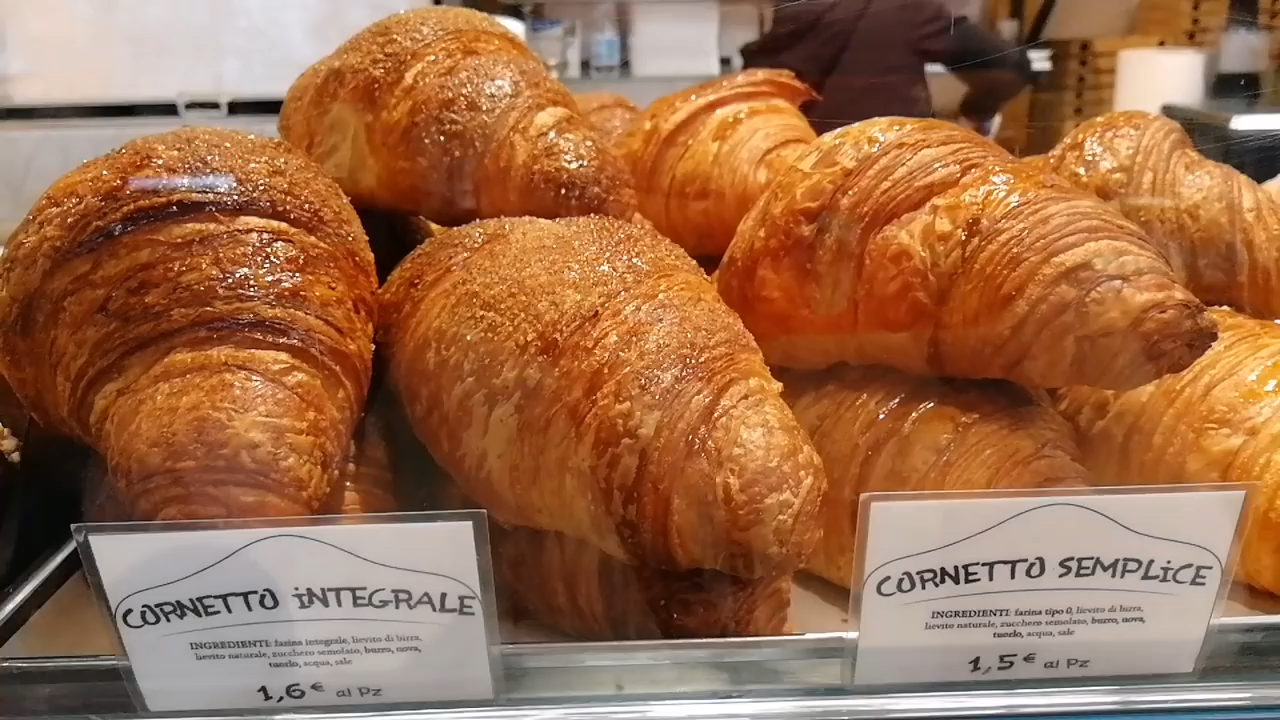 CORNETTO iNTEGRALE
INGREDIENTI: farina integrale, lievito di birra,
lievito naturale, zucchero semolato, burro, uova,
tuorlo, acqua, sale
1,6 € al Pz
CORNETTO SEMPLiCE
INGREDIENTI: farina tipo 0, lievito di birra,
lievito naturale, zucchero semolato, burro, uova,
tuorlo, acqua, sale
1,5 € al Pz